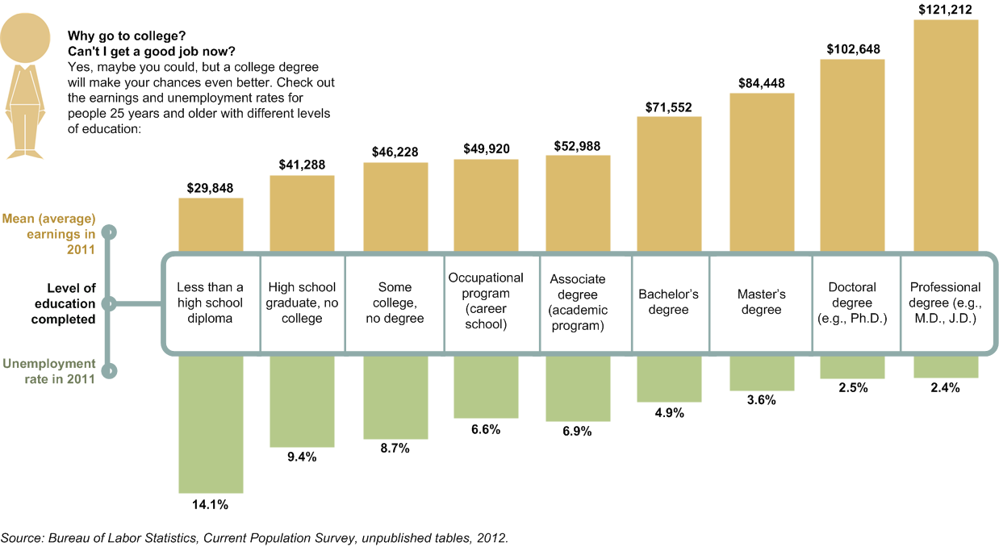 Why go to college?
Can't I get a good job now?
Yes, maybe you could, but a college degree
will make your chances even better. Check out
the earnings and unemployment rates for
people 25 years and older with different levels
of education:
Mean (average)
earnings in
2011
$29,848
$41,288
$46,228
$49,920
$52,988
$71,552
$84,448
$102,648
$121,212
Level of
education
completed
Less than a
high school
diploma
High school
graduate, no
college
Some
college,
no degree
Occupational
program
(career
school)
Associate
degree
(academic
program)
Bachelor’s
degree
Master’s
degree
Doctoral
degree
(e.g., Ph.D.)
Professional
degree (e.g.,
M.D., J.D.)
Unemployment
rate in 2011
14.1%
9.4%
8.7%
6.6%
6.9%
4.9%
3.6%
2.5%
2.4%
Source: Bureau of Labor Statistics, Current Population Survey, unpublished tables, 2012.